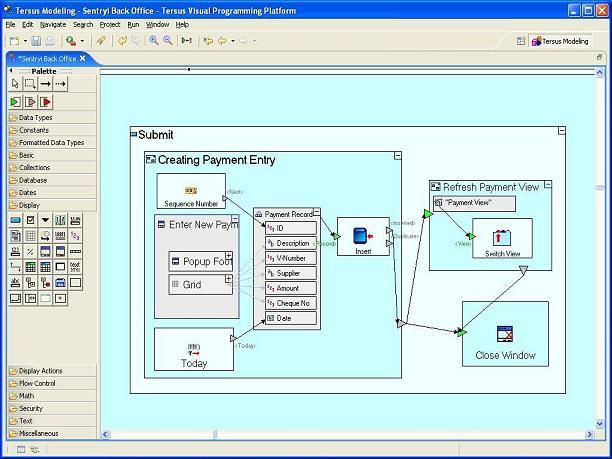 Tersus Modeling - Sentryi Back Office - Tersus Visual Programming Platform
File Edit Navigate Search Project Run Window Help
Tersus Modeling
*Sentryi Back Office
Palette
Data Types
Constants
Formatted Data Types
Basic
Collections
Database
Dates
Display
Display Actions
Flow Control
Math
Security
Text
Miscellaneous
Submit
Creating Payment Entry
Sequence Number
<Next>
Enter New Paym
Popup Foo
Grid
Today
<Today>
Payment Record
ID
Description
V-Number
Supplier
Amount
Cheque No
Date
<Record>
Insert
<Inserted>
<Duplicate>
Refresh Payment View
"Payment View"
<View>
Switch View
Close Window